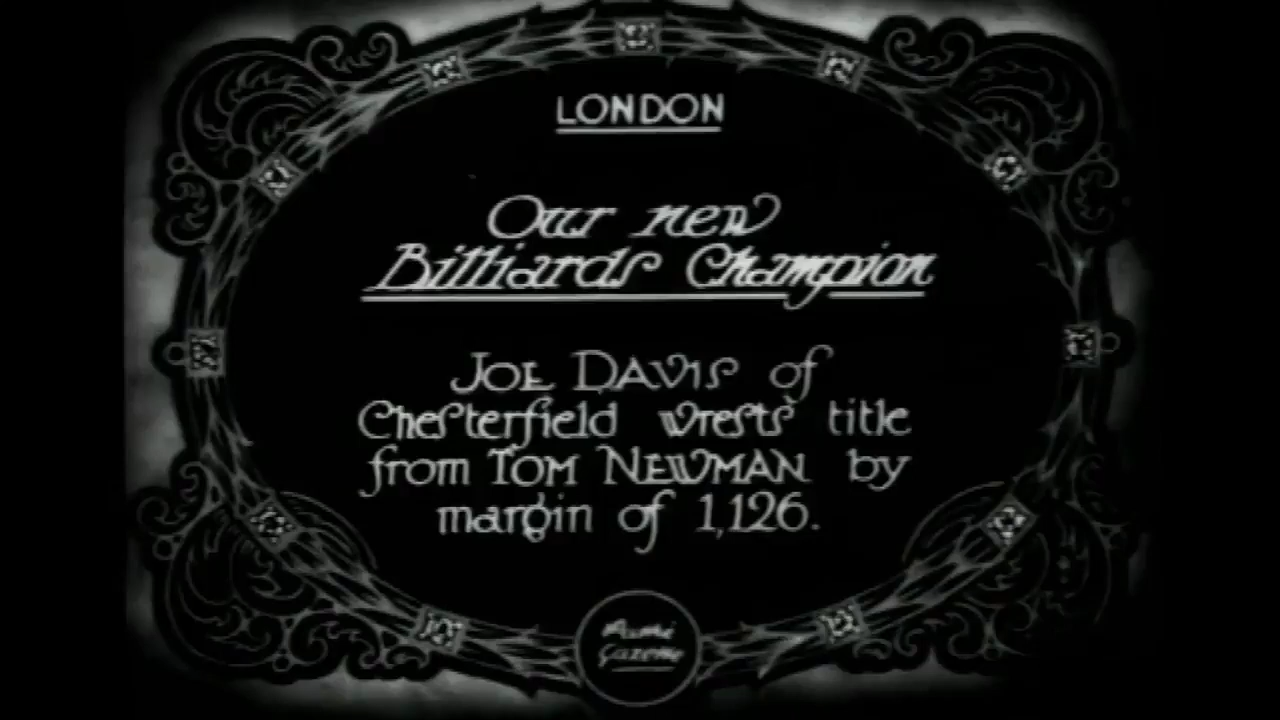 LONDON
Our new
Billiards Champion
JOE DAVIS of
Chesterfield wrests title
from TOM NEWMAN by
margin of 1,126.